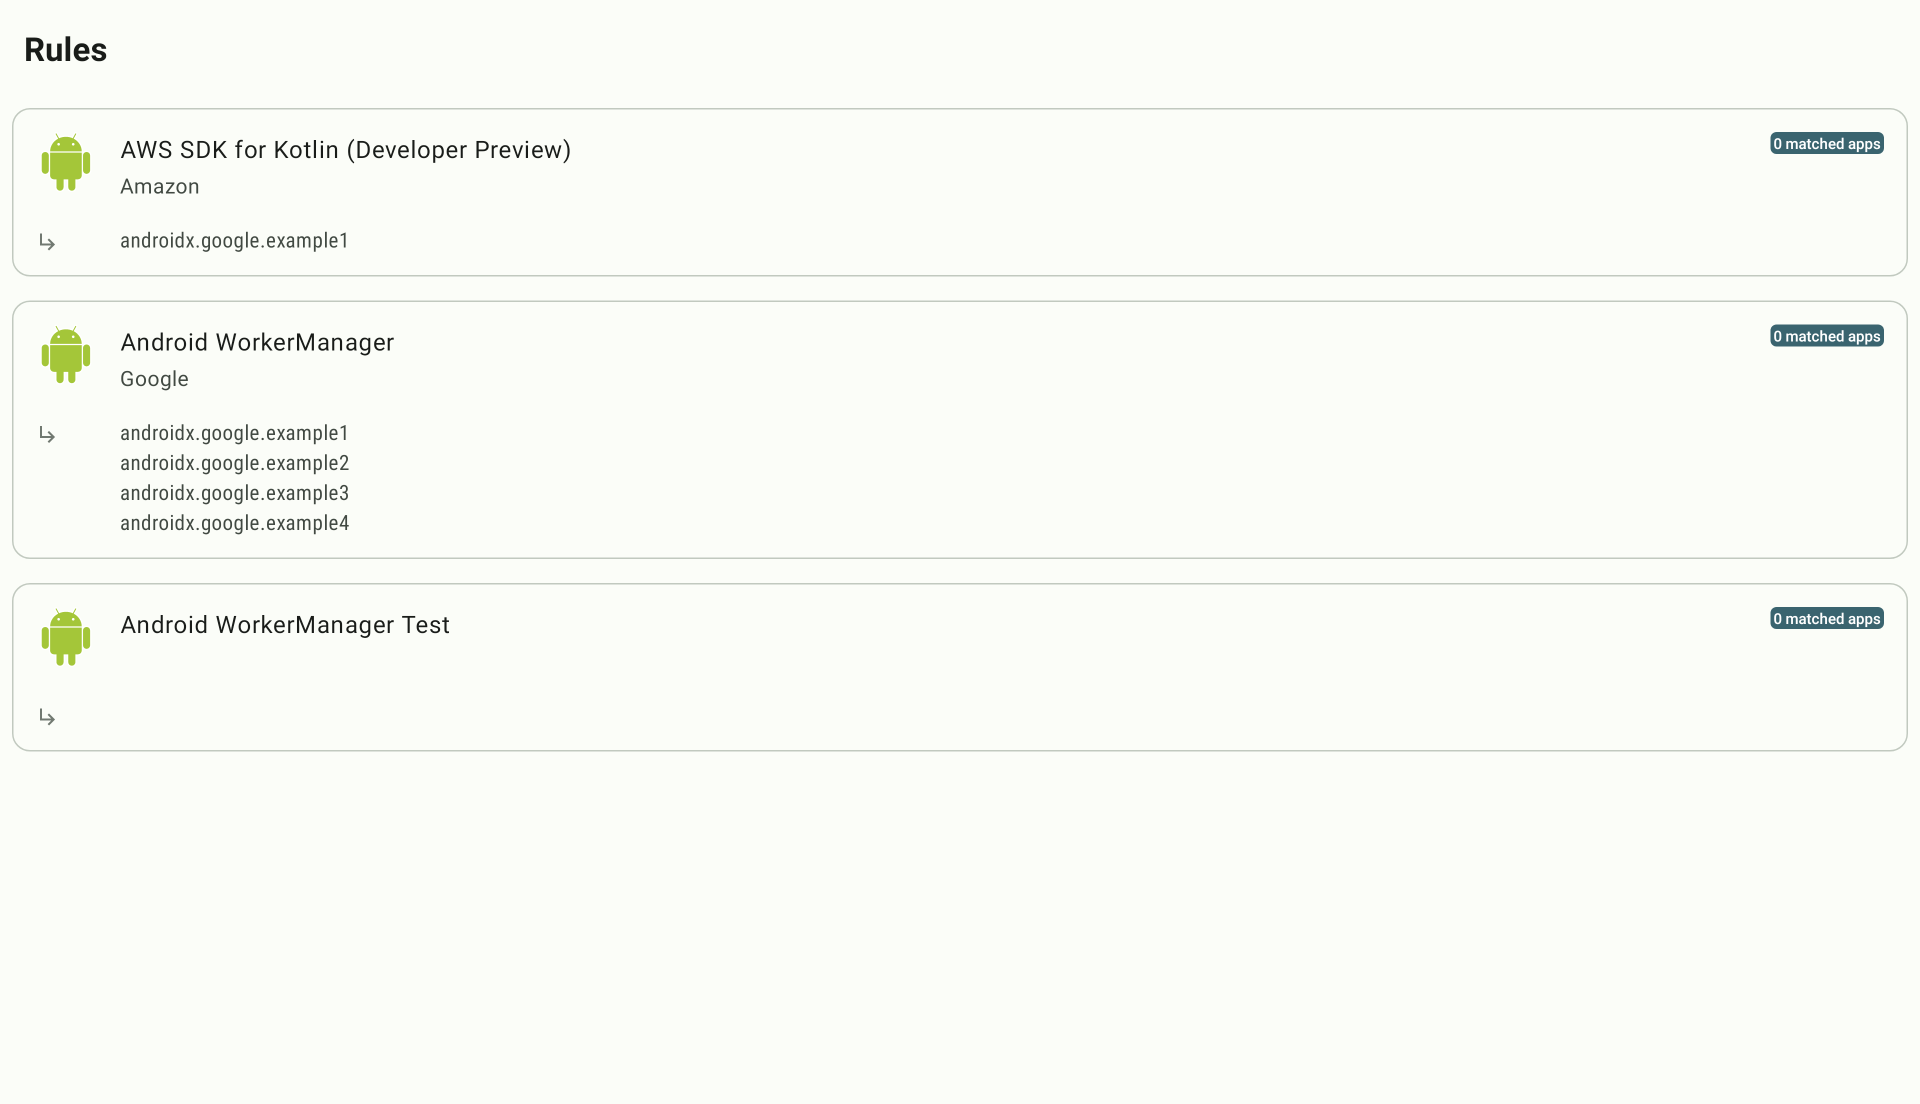 Rules
AWS SDK for Kotlin (Developer Preview)
0 matched apps
Amazon
androidx.google.example1
Android WorkerManager
0 matched apps
Google
androidx.google.example1
androidx.google.example2
androidx.google.example3
androidx.google.example4
Android WorkerManager Test
0 matched apps